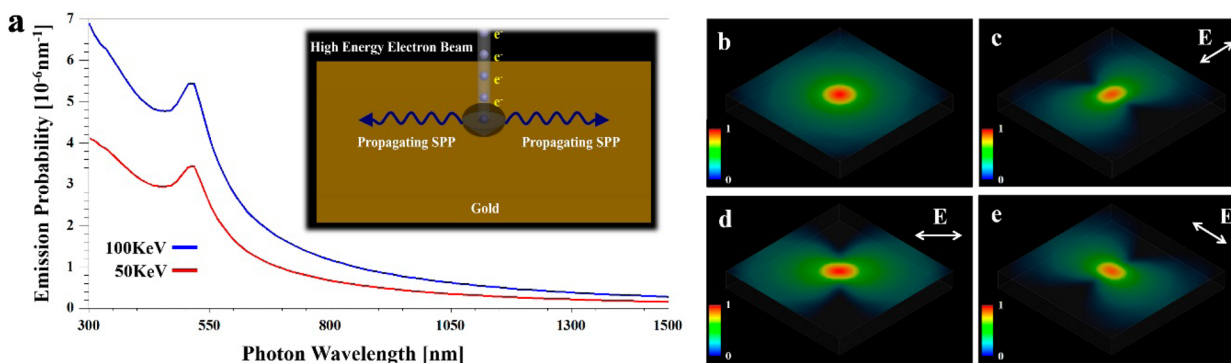 a
Emission Probability [10⁻⁶nm⁻¹]
7
6
5
4
3
2
1
0
300
550
800
1050
1300
1500
Photon Wavelength [nm]
100KeV
50KeV
High Energy Electron Beam
e⁻
e⁻
e⁻
e⁻
Propagating SPP
Propagating SPP
Gold
b
1
0
c
E
1
0
d
E
1
0
e
E
1
0